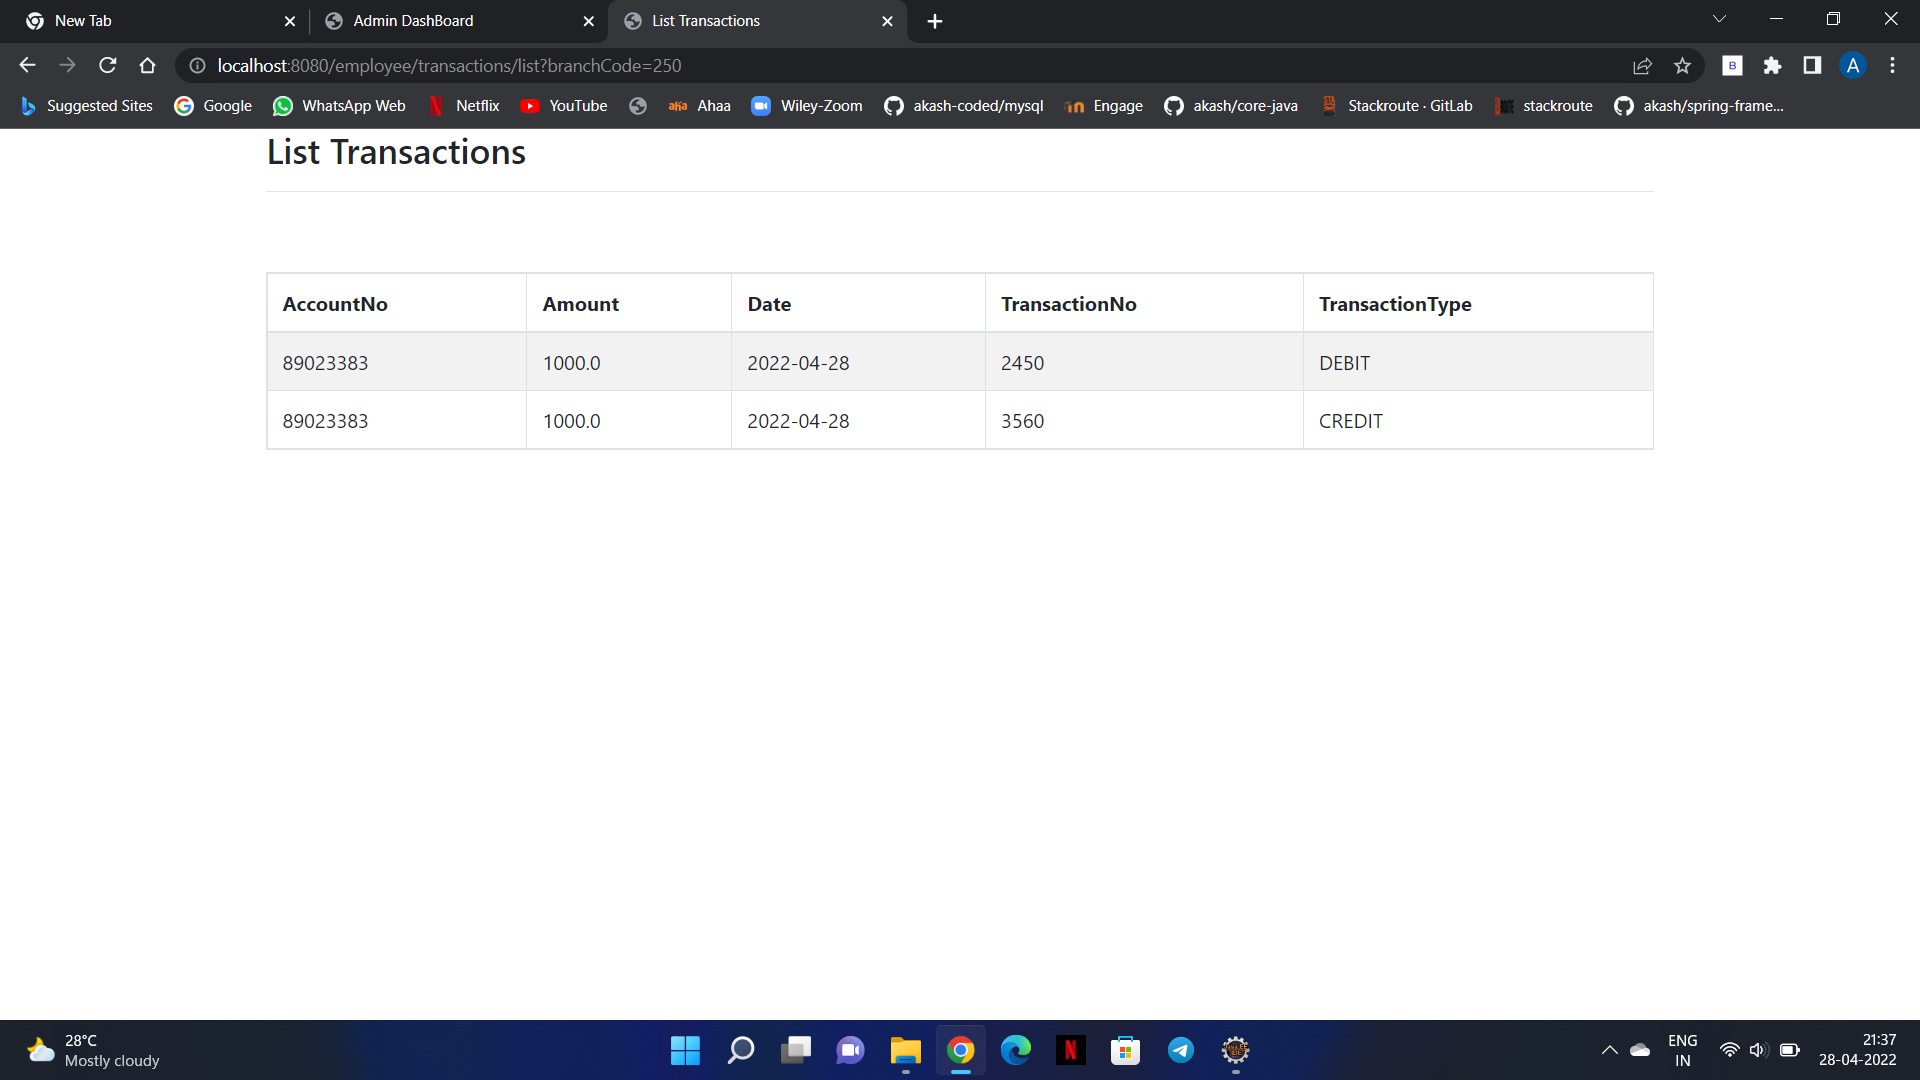 New Tab Admin DashBoard List Transactions
localhost:8080/employee/transactions/list?branchCode=250 B A
Suggested Sites Google WhatsApp Web Netflix YouTube aha Ahaa Wiley-Zoom akash-coded/mysql Engage akash/core-java Stackroute · GitLab stackroute akash/spring-frame...
List Transactions
AccountNo Amount Date TransactionNo TransactionType
89023383 1000.0 2022-04-28 2450 DEBIT
89023383 1000.0 2022-04-28 3560 CREDIT
28°C
Mostly cloudy
ENG
IN
21:37
28-04-2022